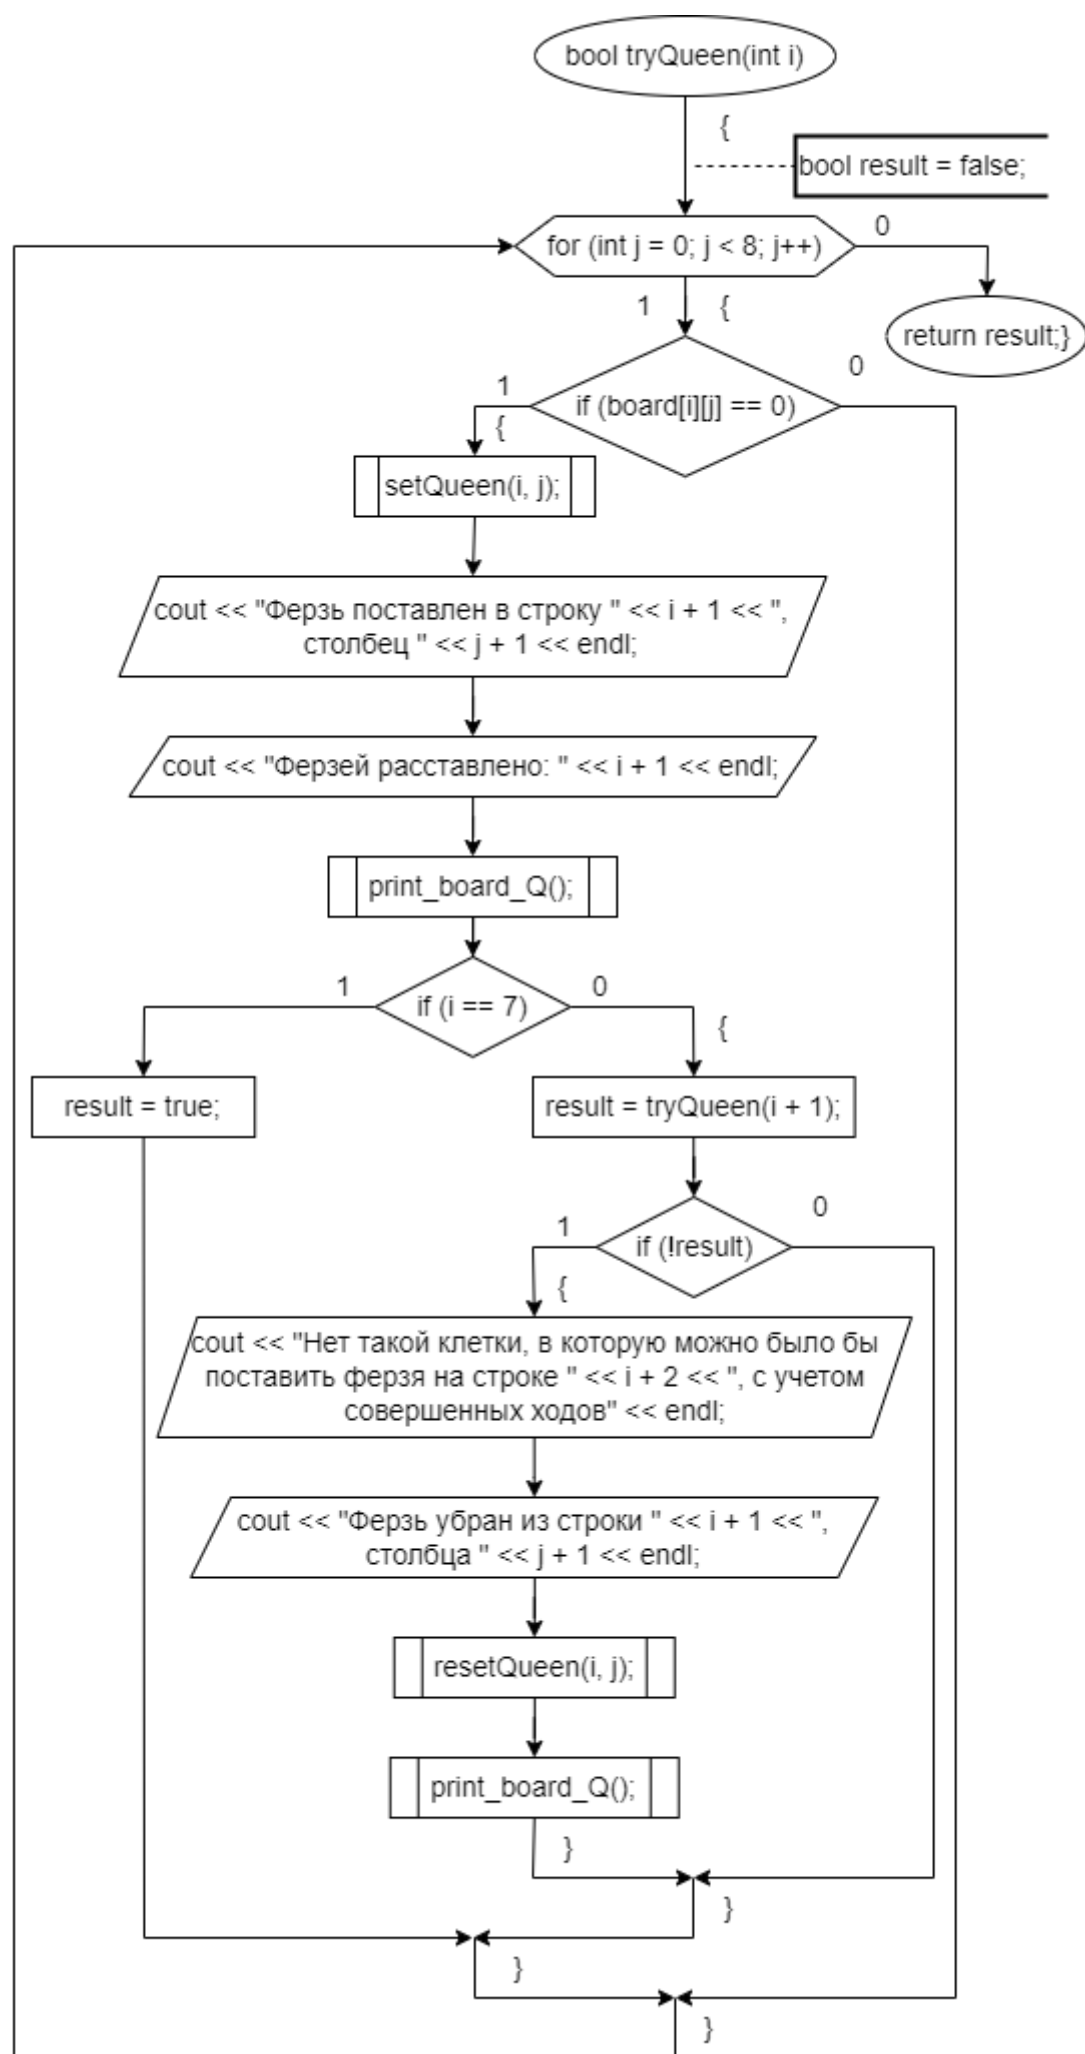 bool tryQueen(int i)
{
bool result = false;
for (int j = 0; j < 8; j++)
0
1
{
return result;}
if (board[i][j] == 0)
1
0
{
setQueen(i, j);
cout << "Ферзь поставлен в строку " << i + 1 << ",
столбец " << j + 1 << endl;
cout << "Ферзей расставлено: " << i + 1 << endl;
print_board_Q();
if (i == 7)
1
0
{
result = true;
result = tryQueen(i + 1);
if (!result)
1
0
{
cout << "Нет такой клетки, в которую можно было бы
поставить ферзя на строке " << i + 2 << ", с учетом
совершенных ходов" << endl;
cout << "Ферзь убран из строки " << i + 1 << ",
столбца " << j + 1 << endl;
resetQueen(i, j);
print_board_Q();
}
}
}
}